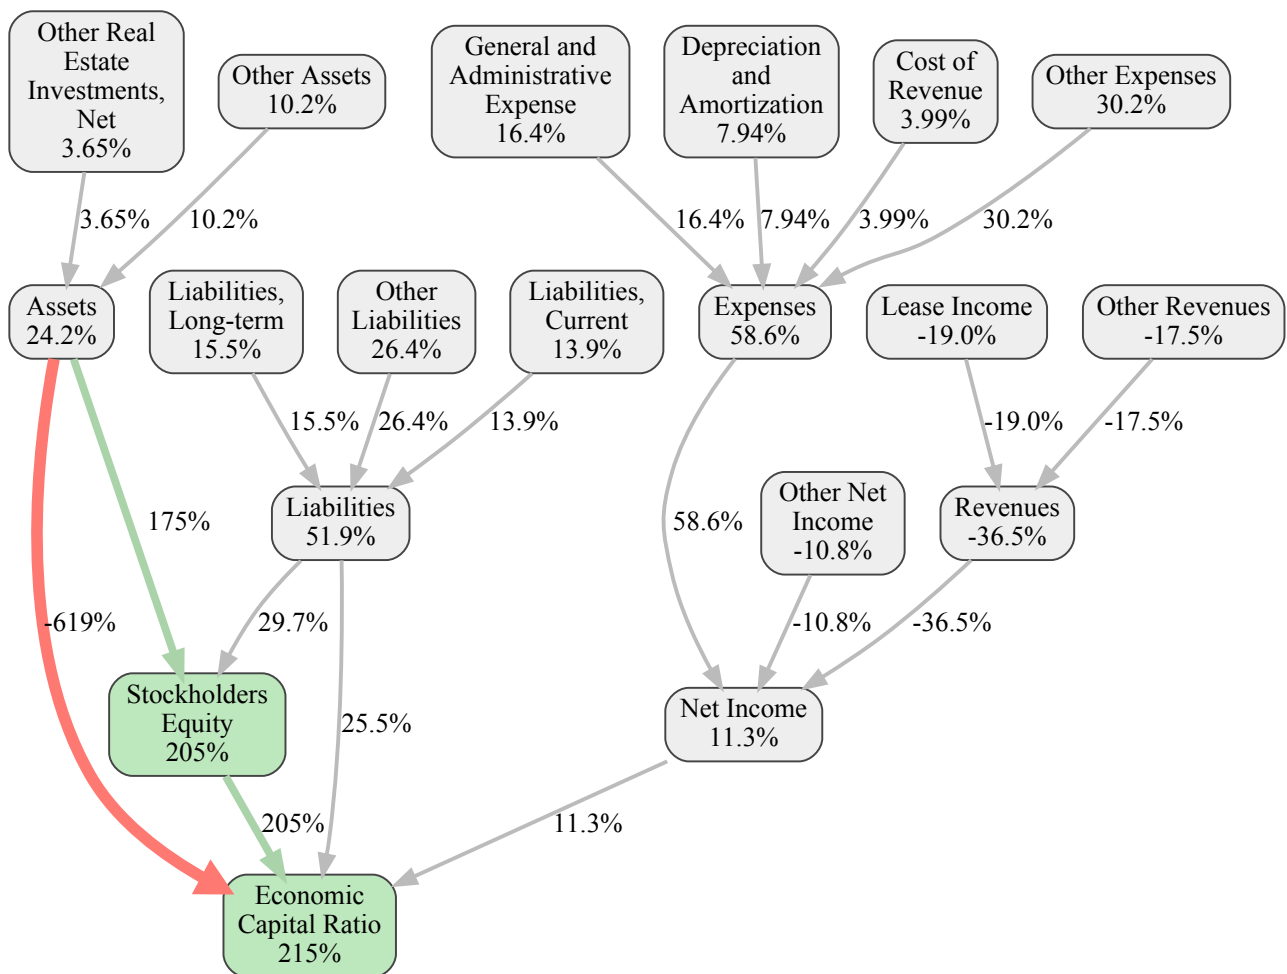 Other Real
Estate
Investments,
Net
3.65%
Other Assets
10.2%
General and
Administrative
Expense
16.4%
Depreciation
and
Amortization
7.94%
Cost of
Revenue
3.99%
Other Expenses
30.2%
3.65%
10.2%
16.4%
7.94%
3.99%
30.2%
Assets
24.2%
Liabilities,
Long-term
15.5%
Other
Liabilities
26.4%
Liabilities,
Current
13.9%
Expenses
58.6%
Lease Income
-19.0%
Other Revenues
-17.5%
15.5%
26.4%
13.9%
-19.0%
-17.5%
175%
Liabilities
51.9%
58.6%
Other Net
Income
-10.8%
Revenues
-36.5%
-619%
29.7%
-10.8%
-36.5%
Stockholders
Equity
205%
25.5%
Net Income
11.3%
205%
11.3%
Economic
Capital Ratio
215%